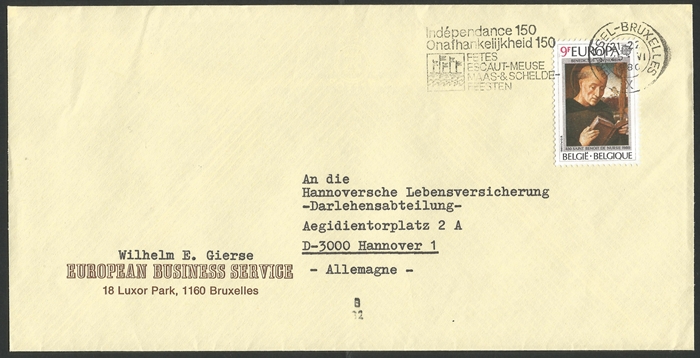 Indépendance 150
Onafhankelijkheid 150
FETES
ESCAUT-MEUSE
MAAS-&SCHELDE-
FEESTEN
BRUSSEL-BRUXELLES
9F EUROPA
BELGIË-BELGIQUE
An die
Hannoversche Lebensversicherung
-Darlehensabteilung-
Aegidientorplatz 2 A
D-3000 Hannover 1
- Allemagne -
Wilhelm E. Gierse
EUROPEAN BUSINESS SERVICE
18 Luxor Park, 1160 Bruxelles
B